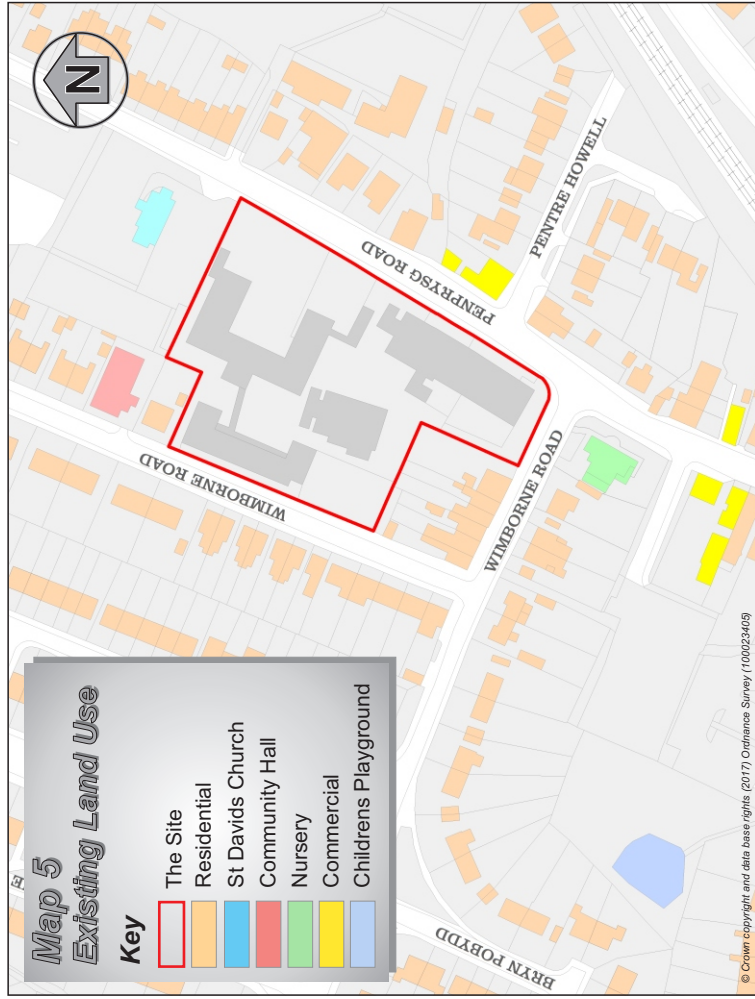 Map 5
Existing Land Use
Key
The Site
Residential
St Davids Church
Community Hall
Nursery
Commercial
Childrens Playground
N
WIMBORNE ROAD
PENPRYSG ROAD
PENTRE HOWELL
WIMBORNE ROAD
BRYN POBYDD
© Crown copyright and data base rights (2017) Ordnance Survey (100023405)